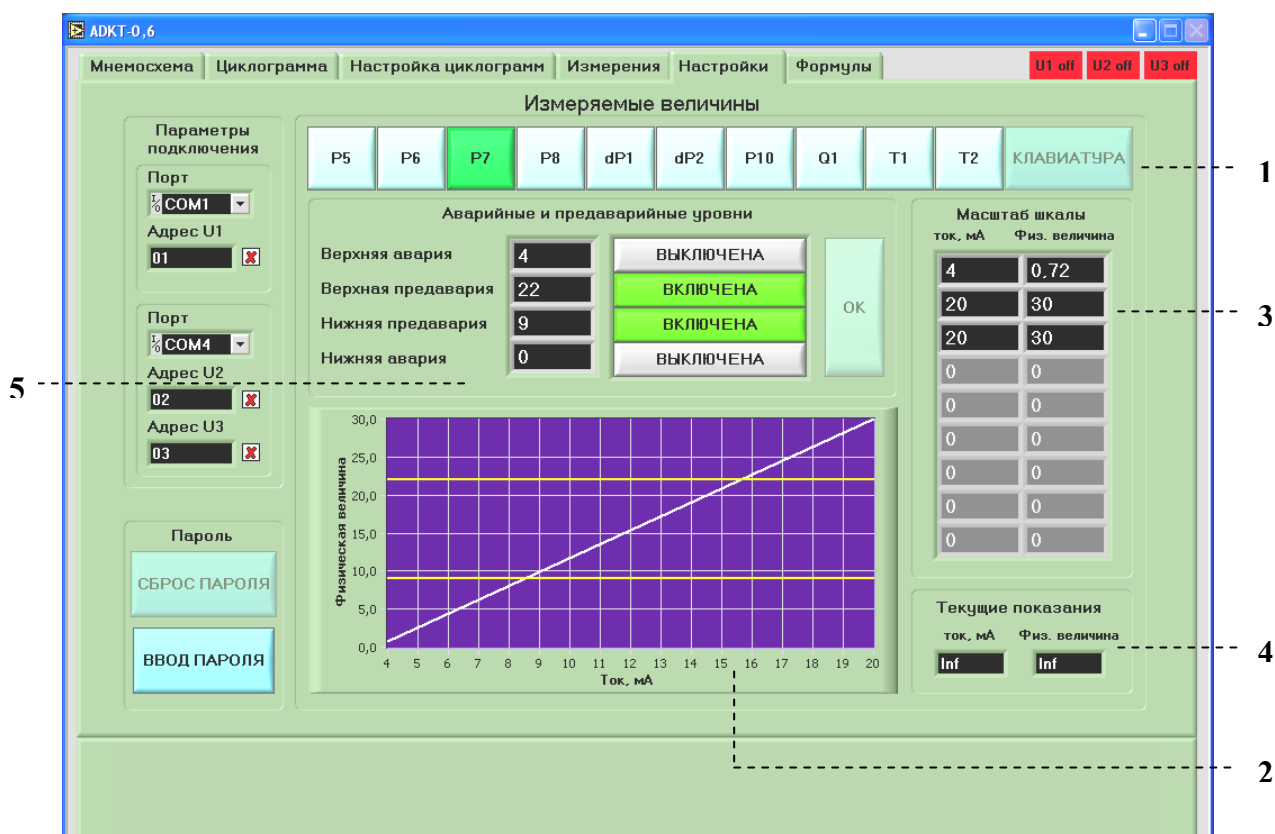 ADKT-0,6
Мнемосхема Циклограмма Настройка циклограмм Измерения Настройки Формулы U1 off U2 off U3 off
Измеряемые величины
Параметры
подключения
Порт
COM1
Адрес U1
01
Порт
COM4
Адрес U2
02
Адрес U3
03
Пароль
СБРОС ПАРОЛЯ
ВВОД ПАРОЛЯ
P5 P6 P7 P8 dP1 dP2 P10 Q1 T1 T2 КЛАВИАТУРА
1
Аварийные и предаварийные уровни
Верхняя авария 4 ВЫКЛЮЧЕНА
Верхная предавария 22 ВКЛЮЧЕНА
Нижняя предавария 9 ВКЛЮЧЕНА
Нижняя авария 0 ВЫКЛЮЧЕНА
OK
5
Масштаб шкалы
ток, мА Физ. величина
4 0,72
20 30
20 30
0 0
0 0
0 0
0 0
0 0
0 0
3
Физическая величина
30,0
25,0
20,0
15,0
10,0
5,0
0,0
4 5 6 7 8 9 10 11 12 13 14 15 16 17 18 19 20
Ток, мА
Текущие показания
ток, мА Физ. величина
Inf Inf
4
2